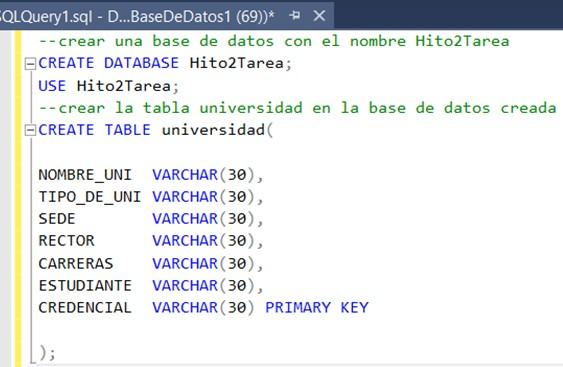 SQLQuery1.sql - D...BaseDeDatos1 (69))*
--crear una base de datos con el nombre Hito2Tarea
CREATE DATABASE Hito2Tarea;
USE Hito2Tarea;
--crear la tabla universidad en la base de datos creada
CREATE TABLE universidad(
NOMBRE_UNI VARCHAR(30),
TIPO_DE_UNI VARCHAR(30),
SEDE VARCHAR(30),
RECTOR VARCHAR(30),
CARRERAS VARCHAR(30),
ESTUDIANTE VARCHAR(30),
CREDENCIAL VARCHAR(30) PRIMARY KEY
);